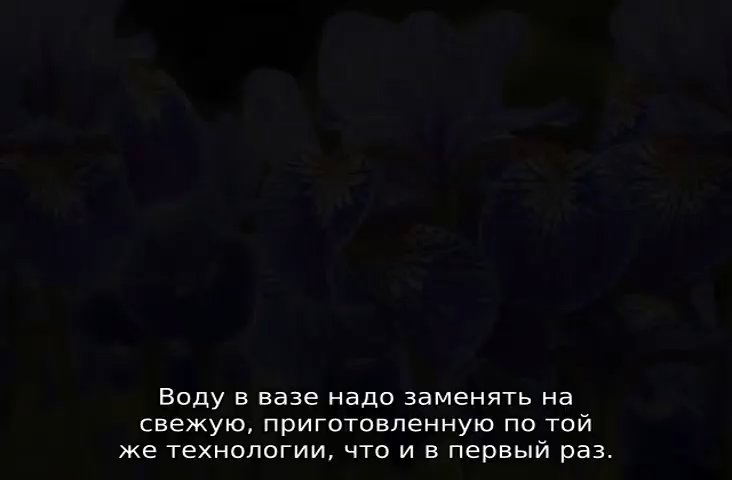 Воду в вазе надо заменять на
свежую, приготовленную по той
же технологии, что и в первый раз.